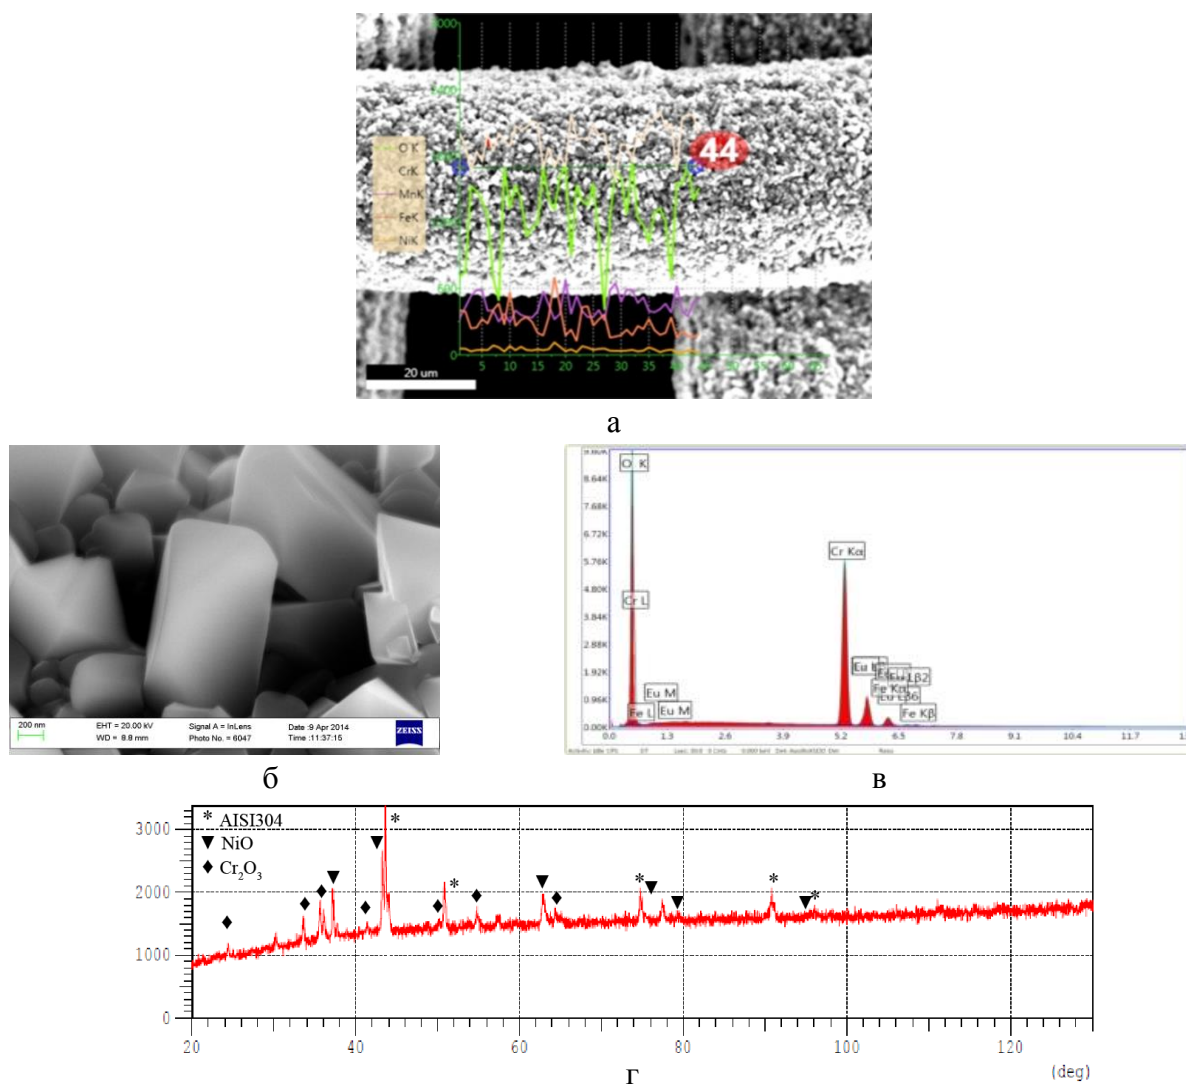 44
O K
CrK
MnK
FeK
NiK
0
5 10 15 20 25 30 35 40
20 um
а
200 nm
EHT = 20.00 kV
WD = 8.8 mm
Signal A = InLens
Photo No. = 6047
Date :9 Apr 2014
Time :11:37:15
ZEISS
б
8.64K
7.68K
6.72K
5.76K
4.80K
3.84K
2.88K
1.92K
0.96K
0.00K
O K
Cr L
Fe L
Eu M
Eu M
Cr Kα
Fe Kα
Fe Kβ
0.0 1.3 2.6 3.9 5.2 6.5 7.8 9.1 10.4 11.7
в
* AISI304
▼ NiO
♦ Cr₂O₃
3000
2000
1000
0
20 40 60 80 100 120
(deg)
г